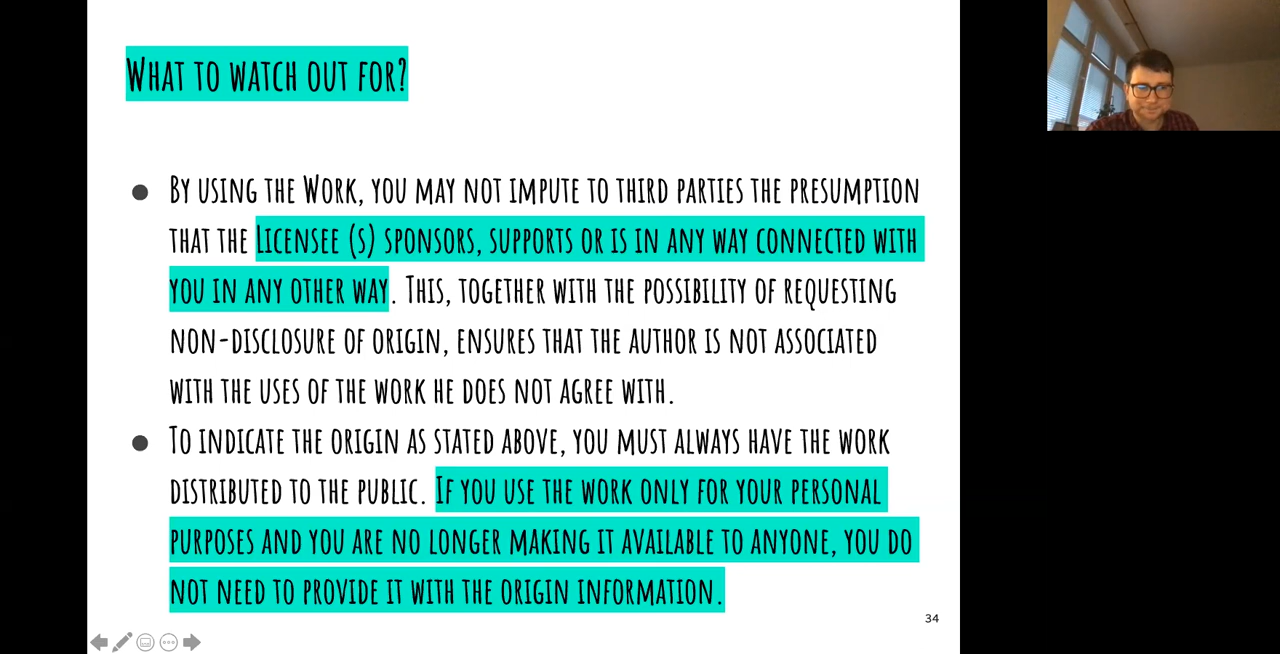 What to watch out for?
By using the Work, you may not impute to third parties the presumption
that the Licensee (s) sponsors, supports or is in any way connected with
you in any other way. This, together with the possibility of requesting
non-disclosure of origin, ensures that the author is not associated
with the uses of the work he does not agree with.
To indicate the origin as stated above, you must always have the work
distributed to the public. If you use the work only for your personal
purposes and you are no longer making it available to anyone, you do
not need to provide it with the origin information.
34